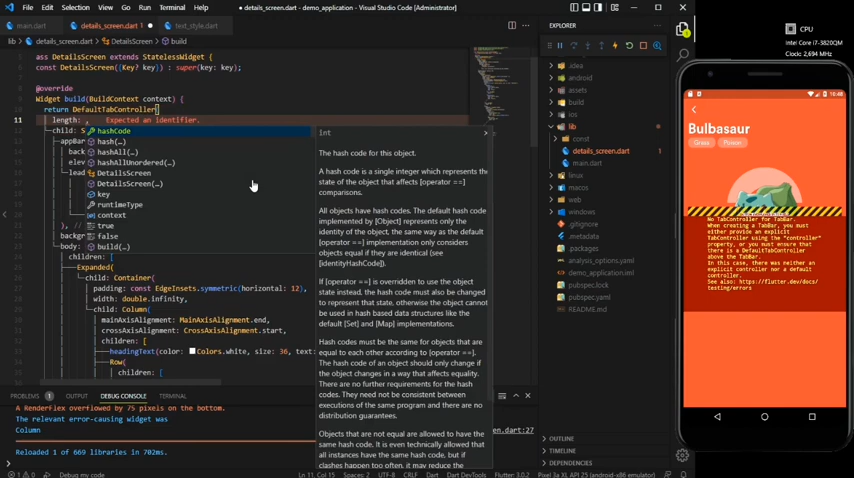 File Edit Selection View Go Run Terminal Help
details_screen.dart - demo_application - Visual Studio Code [Administrator]
main.dart
details_screen.dart 1
text_style.dart
lib > details_screen.dart > DetailsScreen > build
ass DetailsScreen extends StatelessWidget {
const DetailsScreen({Key? key}) : super(key: key);
@override
Widget build(BuildContext context) {
return DefaultTabController(
11 length: , Expected an identifier.
child: S
hashCode
hash(…)
hashAll(…)
hashAllUnordered(…)
DetailsScreen
DetailsScreen(…)
key
runtimeType
context
true
false
build(…)
appBar
back
elev
lead
), //
backgr
body:
children: [
Expanded(
child: Container(
padding: const EdgeInsets.symmetric(horizontal: 12),
width: double.infinity,
child: Column(
mainAxisAlignment: MainAxisAlignment.end,
crossAxisAlignment: CrossAxisAlignment.start,
children: [
headingText(color: Colors.white, size: 36, text:
Row(
children: [
int
The hash code for this object.
A hash code is a single integer which represents the
state of the object that affects [operator ==]
comparisons.
All objects have hash codes. The default hash code
implemented by [Object] represents only the
identity of the object, the same way as the default
[operator ==] implementation only considers
objects equal if they are identical (see
[identityHashCode]).
If [operator ==] is overridden to use the object
state instead, the hash code must also be changed
to represent that state, otherwise the object cannot
be used in hash based data structures like the
default [Set] and [Map] implementations.
Hash codes must be the same for objects that are
equal to each other according to [operator ==].
The hash code of an object should only change if
the object changes in a way that affects equality.
There are no further requirements for the hash
codes. They need not be consistent between
executions of the same program and there are no
distribution guarantees.
Objects that are not equal are allowed to have the
same hash code. It is even technically allowed that
all instances have the same hash code, but if
clashes happen too often, it may reduce the
PROBLEMS 1 OUTPUT DEBUG CONSOLE TERMINAL
A RenderFlex overflowed by 75 pixels on the bottom.
The relevant error-causing widget was
Column
Reloaded 1 of 669 libraries in 702ms.
EXPLORER
.idea
android
assets
build
ios
lib
const
details_screen.dart 1
main.dart
linux
macos
web
windows
.gitignore
.metadata
.packages
analysis_options.yaml
demo_application.iml
pubspec.lock
pubspec.yaml
README.md
OUTLINE
TIMELINE
DEPENDENCIES
1 0 Debug my code
Ln 11, Col 15 Spaces: 2 UTF-8 CRLF Dart Dart DevTools Flutter: 3.0.2 Pixel 3a XL API 25 (android-x86 emulator)
CPU
Intel Core i7-3820QM
Clocks: 2,694 MHz
10:46
Bulbasaur
Grass Poison
No TabController for TabBar.
When creating a TabBar, you must
either provide an explicit
TabController using the "controller"
property, or you must ensure that
there is a DefaultTabController
above the TabBar.
In this case, there was neither an
explicit controller nor a default
controller.
See also: https://flutter.dev/docs/
testing/errors